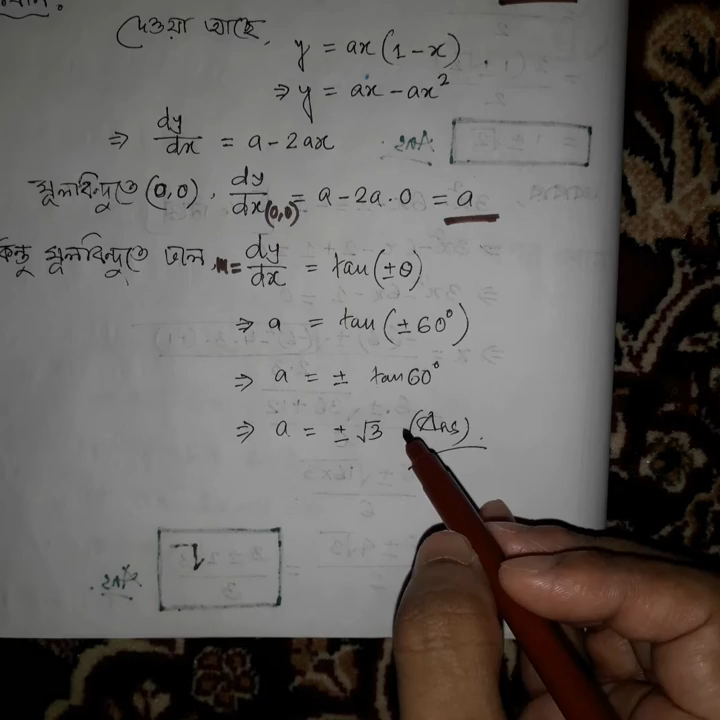 দেওয়া আছে, y = ax(1-x).
⇒ y = ax - ax²
⇒ dy/dx = a - 2ax
মূলবিন্দুতে (0,0), dy/dx(0,0) = a - 2a·0 = a
কিন্তু মূলবিন্দুতে ঢাল, m = dy/dx = tan(±θ)
⇒ a = tan(±60°)
⇒ a = ± tan60°
⇒ a = ± √3 (Ans).